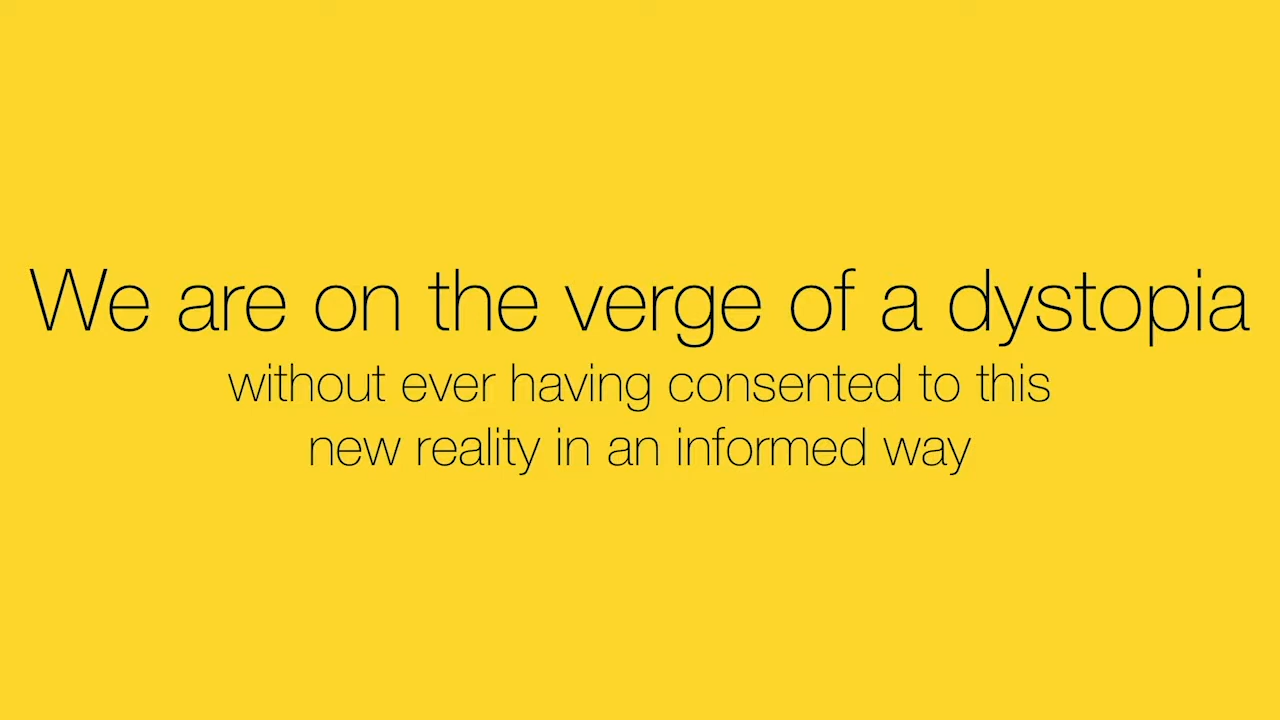 We are on the verge of a dystopia
without ever having consented to this
new reality in an informed way